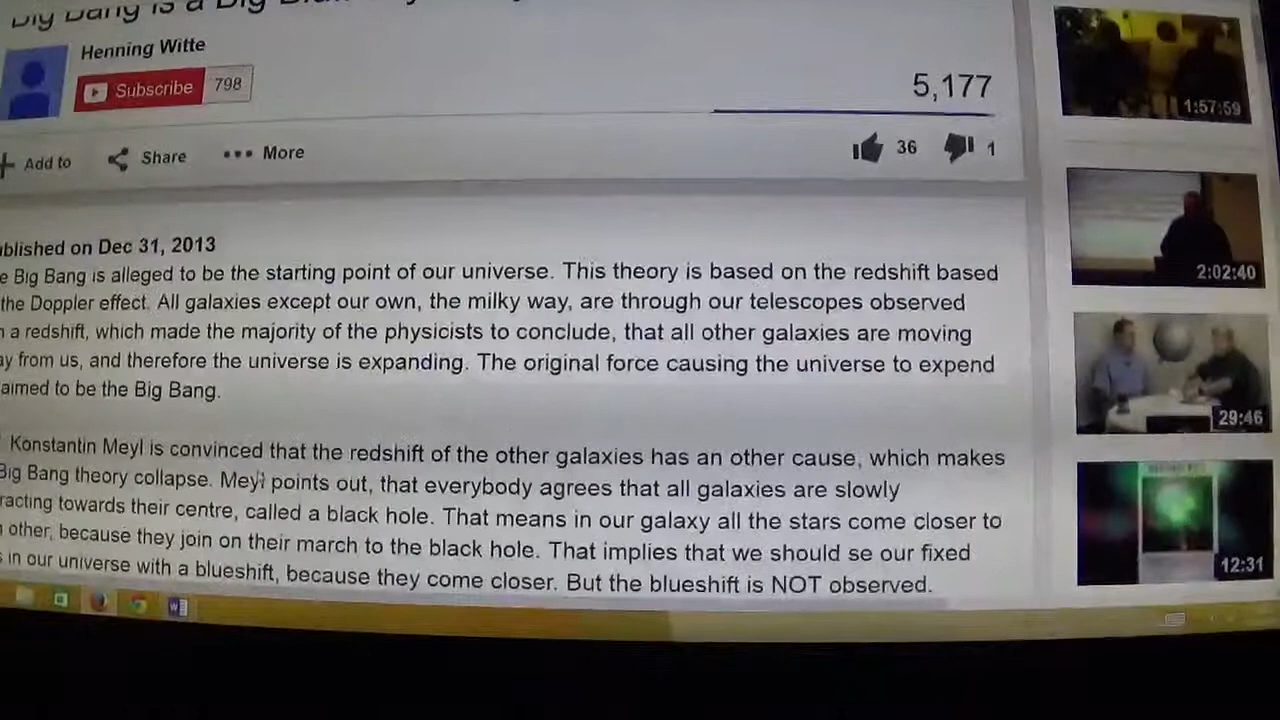 Big Bang is a Big
Henning Witte
Subscribe 798
5,177
Add to Share More 36 1
1:57:59
2:02:40
29:46
12:31
ublished on Dec 31, 2013
e Big Bang is alleged to be the starting point of our universe. This theory is based on the redshift based
the Doppler effect. All galaxies except our own, the milky way, are through our telescopes observed
a redshift, which made the majority of the physicists to conclude, that all other galaxies are moving
ay from us, and therefore the universe is expanding. The original force causing the universe to expend
aimed to be the Big Bang.
Konstantin Meyl is convinced that the redshift of the other galaxies has an other cause, which makes
Big Bang theory collapse. Meyl points out, that everybody agrees that all galaxies are slowly
racting towards their centre, called a black hole. That means in our galaxy all the stars come closer to
other, because they join on their march to the black hole. That implies that we should se our fixed
s in our universe with a blueshift, because they come closer. But the blueshift is NOT observed.